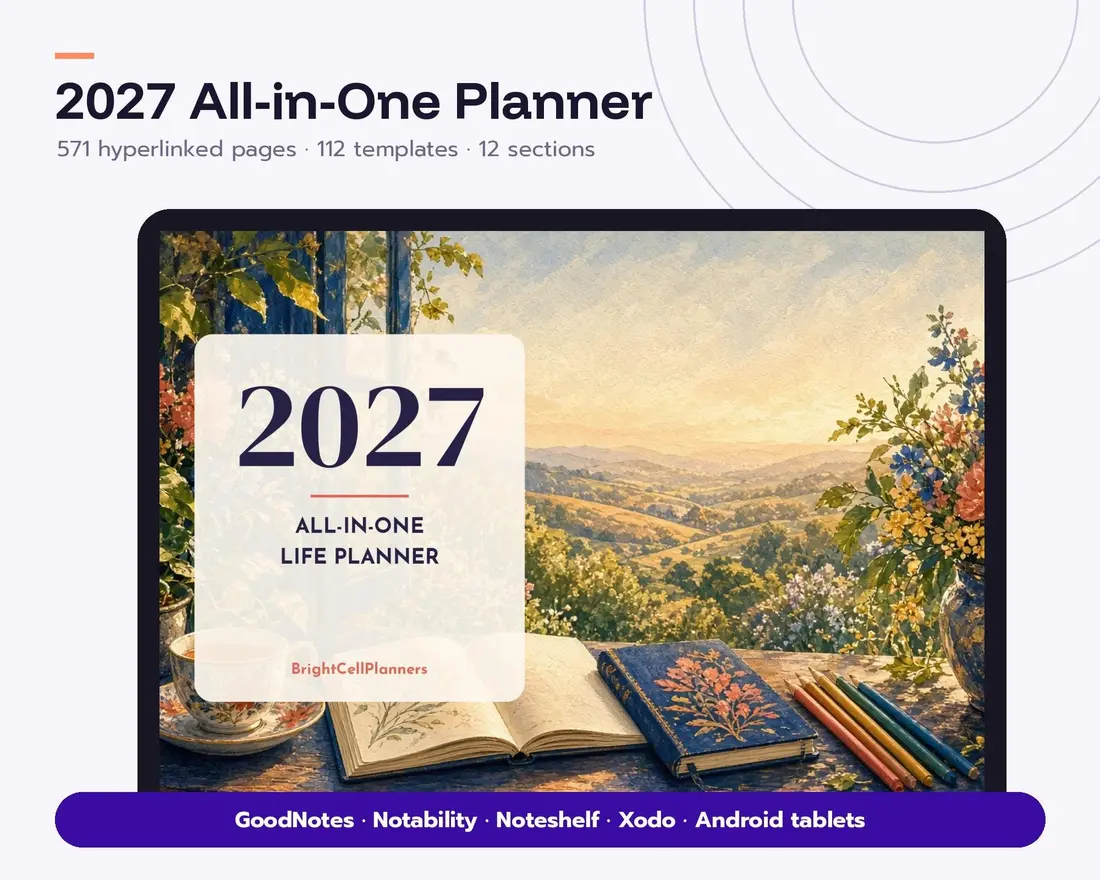 2027 All-in-One Planner
571 hyperlinked pages · 112 templates · 12 sections
2027
ALL-IN-ONE
LIFE PLANNER
BrightCellPlanners
GoodNotes · Notability · Noteshelf · Xodo · Android tablets